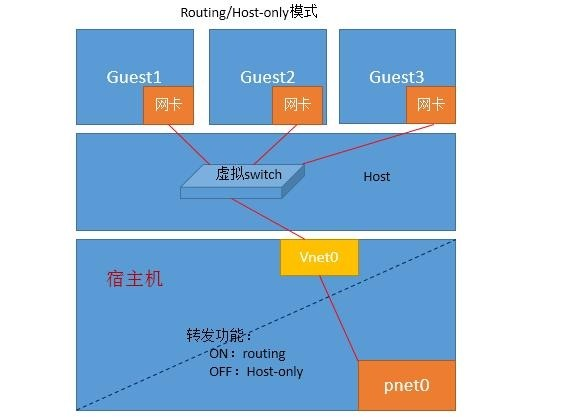 Routing/Host-only模式
Guest1
Guest2
Guest3
网卡
网卡
网卡
虚拟switch
Host
Vnet0
宿主机
转发功能：
ON：routing
OFF：Host-only
pnet0